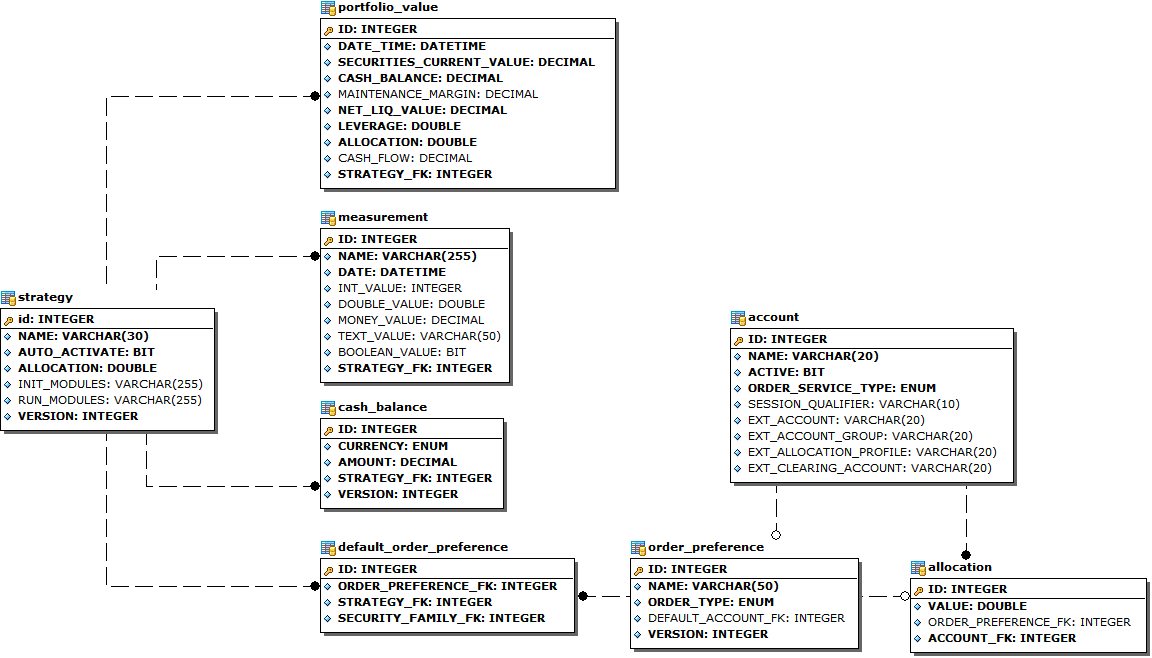 portfolio_value
ID: INTEGER
DATE_TIME: DATETIME
SECURITIES_CURRENT_VALUE: DECIMAL
CASH_BALANCE: DECIMAL
MAINTENANCE_MARGIN: DECIMAL
NET_LIQ_VALUE: DECIMAL
LEVERAGE: DOUBLE
ALLOCATION: DOUBLE
CASH_FLOW: DECIMAL
STRATEGY_FK: INTEGER
measurement
ID: INTEGER
NAME: VARCHAR(255)
DATE: DATETIME
INT_VALUE: INTEGER
DOUBLE_VALUE: DOUBLE
MONEY_VALUE: DECIMAL
TEXT_VALUE: VARCHAR(50)
BOOLEAN_VALUE: BIT
STRATEGY_FK: INTEGER
strategy
id: INTEGER
NAME: VARCHAR(30)
AUTO_ACTIVATE: BIT
ALLOCATION: DOUBLE
INIT_MODULES: VARCHAR(255)
RUN_MODULES: VARCHAR(255)
VERSION: INTEGER
account
ID: INTEGER
NAME: VARCHAR(20)
ACTIVE: BIT
ORDER_SERVICE_TYPE: ENUM
SESSION_QUALIFIER: VARCHAR(10)
EXT_ACCOUNT: VARCHAR(20)
EXT_ACCOUNT_GROUP: VARCHAR(20)
EXT_ALLOCATION_PROFILE: VARCHAR(20)
EXT_CLEARING_ACCOUNT: VARCHAR(20)
cash_balance
ID: INTEGER
CURRENCY: ENUM
AMOUNT: DECIMAL
STRATEGY_FK: INTEGER
VERSION: INTEGER
default_order_preference
ID: INTEGER
ORDER_PREFERENCE_FK: INTEGER
STRATEGY_FK: INTEGER
SECURITY_FAMILY_FK: INTEGER
order_preference
ID: INTEGER
NAME: VARCHAR(50)
ORDER_TYPE: ENUM
DEFAULT_ACCOUNT_FK: INTEGER
VERSION: INTEGER
allocation
ID: INTEGER
VALUE: DOUBLE
ORDER_PREFERENCE_FK: INTEGER
ACCOUNT_FK: INTEGER